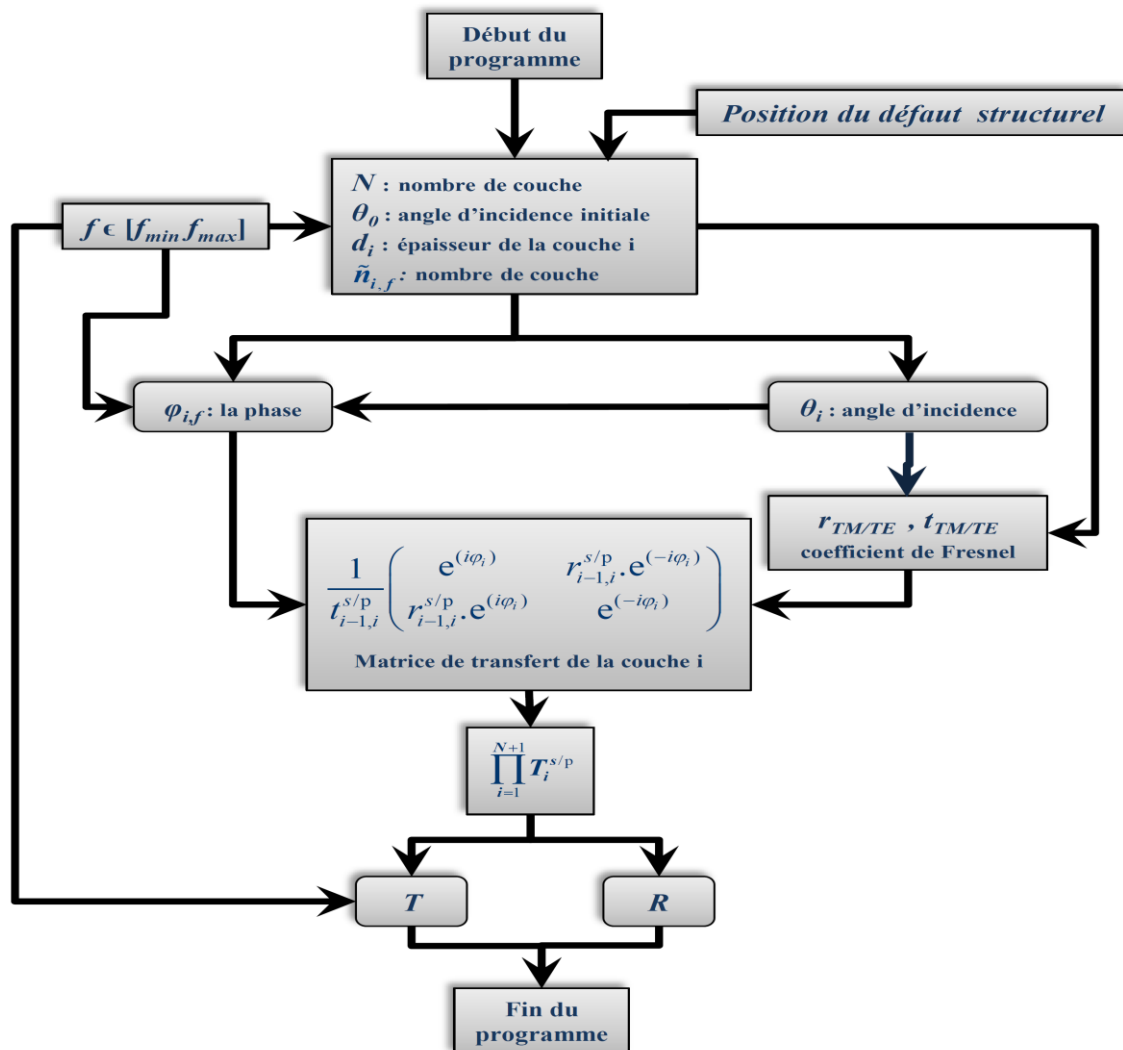 Début du
programme
Position du défaut structurel
N : nombre de couche
θ₀ : angle d'incidence initiale
dᵢ : épaisseur de la couche i
ñᵢ,f : nombre de couche
f ϵ [fmin fmax]
φi,f : la phase
θᵢ : angle d'incidence
rTM/TE , tTM/TE
coefficient de Fresnel
1/t^{s/p}_{i−1,i} ( e^{(iφi)} r^{s/p}_{i−1,i}.e^{(−iφi)}
r^{s/p}_{i−1,i}.e^{(iφi)} e^{(−iφi)} )
Matrice de transfert de la couche i
∏_{i=1}^{N+1} T_i^{s/p}
T
R
Fin du
programme